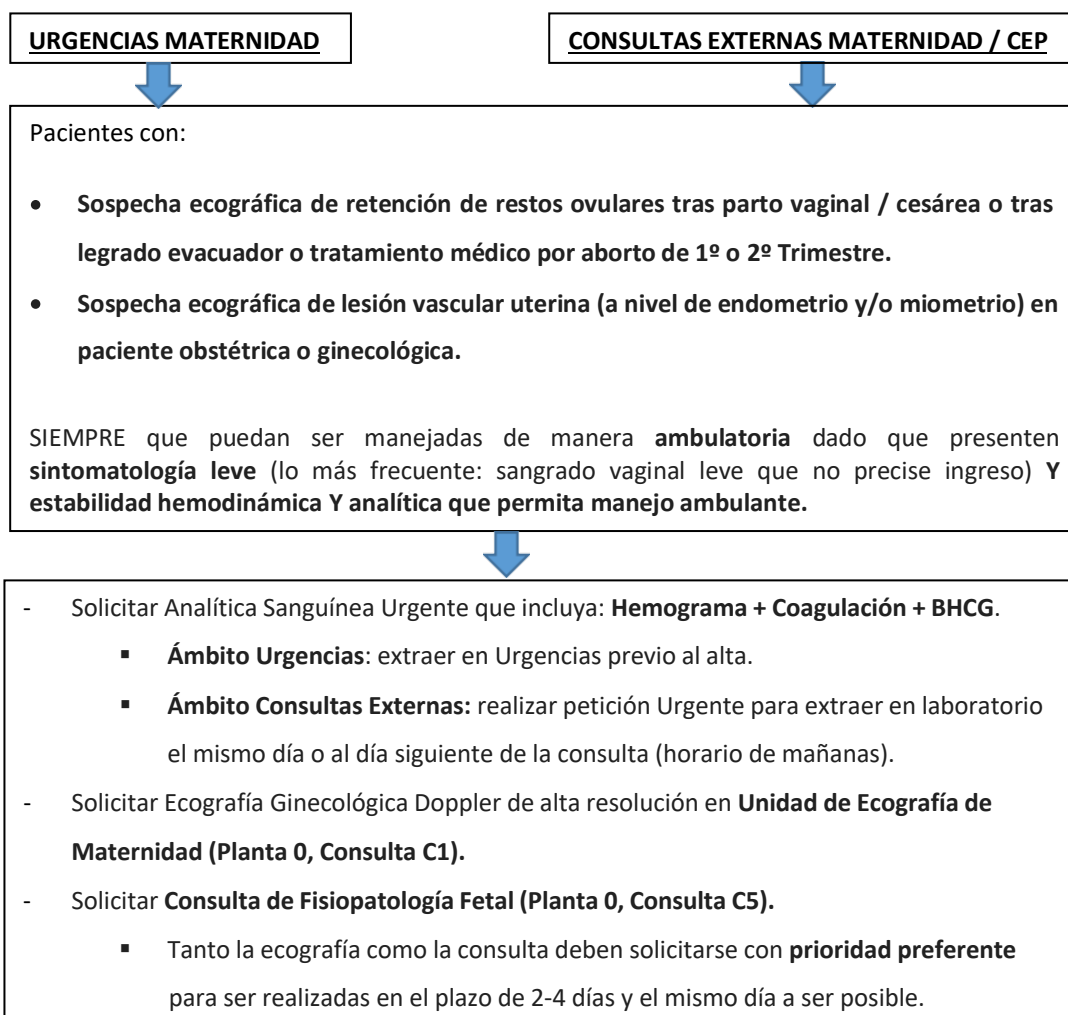 URGENCIAS MATERNIDAD
CONSULTAS EXTERNAS MATERNIDAD / CEP
Pacientes con:
• Sospecha ecográfica de retención de restos ovulares tras parto vaginal / cesárea o tras
legrado evacuador o tratamiento médico por aborto de 1º o 2º Trimestre.
• Sospecha ecográfica de lesión vascular uterina (a nivel de endometrio y/o miometrio) en
paciente obstétrica o ginecológica.
SIEMPRE que puedan ser manejadas de manera ambulatoria dado que presenten
sintomatología leve (lo más frecuente: sangrado vaginal leve que no precise ingreso) Y
estabilidad hemodinámica Y analítica que permita manejo ambulante.
- Solicitar Analítica Sanguínea Urgente que incluya: Hemograma + Coagulación + BHCG.
▪ Ámbito Urgencias: extraer en Urgencias previo al alta.
▪ Ámbito Consultas Externas: realizar petición Urgente para extraer en laboratorio
el mismo día o al día siguiente de la consulta (horario de mañanas).
- Solicitar Ecografía Ginecológica Doppler de alta resolución en Unidad de Ecografía de
Maternidad (Planta 0, Consulta C1).
- Solicitar Consulta de Fisiopatología Fetal (Planta 0, Consulta C5).
▪ Tanto la ecografía como la consulta deben solicitarse con prioridad preferente
para ser realizadas en el plazo de 2-4 días y el mismo día a ser posible.